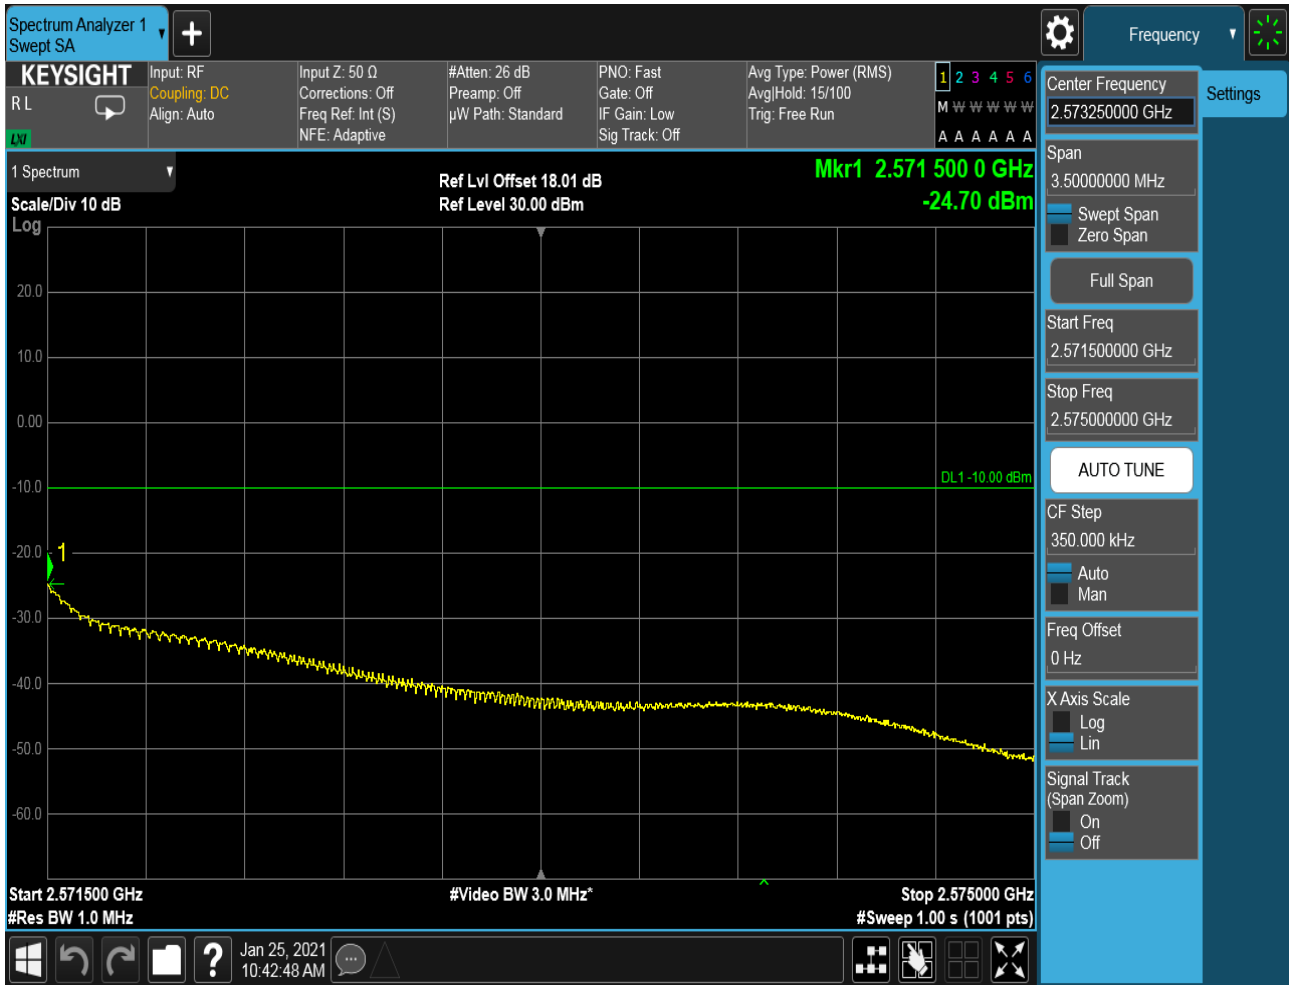 Spectrum Analyzer 1
Swept SA
Frequency
KEYSIGHT
R L
LXI
Input: RF
Coupling: DC
Align: Auto
Input Z: 50 Ω
Corrections: Off
Freq Ref: Int (S)
NFE: Adaptive
#Atten: 26 dB
Preamp: Off
µW Path: Standard
PNO: Fast
Gate: Off
IF Gain: Low
Sig Track: Off
Avg Type: Power (RMS)
Avg|Hold: 15/100
Trig: Free Run
1 2 3 4 5 6
M W W W W W
A A A A A A
1 Spectrum
Scale/Div 10 dB
Log
Ref Lvl Offset 18.01 dB
Ref Level 30.00 dBm
Mkr1 2.571 500 0 GHz
-24.70 dBm
20.0
10.0
0.00
-10.0
-20.0
-30.0
-40.0
-50.0
-60.0
DL1 -10.00 dBm
1
Start 2.571500 GHz
#Res BW 1.0 MHz
#Video BW 3.0 MHz*
Stop 2.575000 GHz
#Sweep 1.00 s (1001 pts)
Center Frequency
2.573250000 GHz
Settings
Span
3.50000000 MHz
Swept Span
Zero Span
Full Span
Start Freq
2.571500000 GHz
Stop Freq
2.575000000 GHz
AUTO TUNE
CF Step
350.000 kHz
Auto
Man
Freq Offset
0 Hz
X Axis Scale
Log
Lin
Signal Track
(Span Zoom)
On
Off
?
Jan 25, 2021
10:42:48 AM